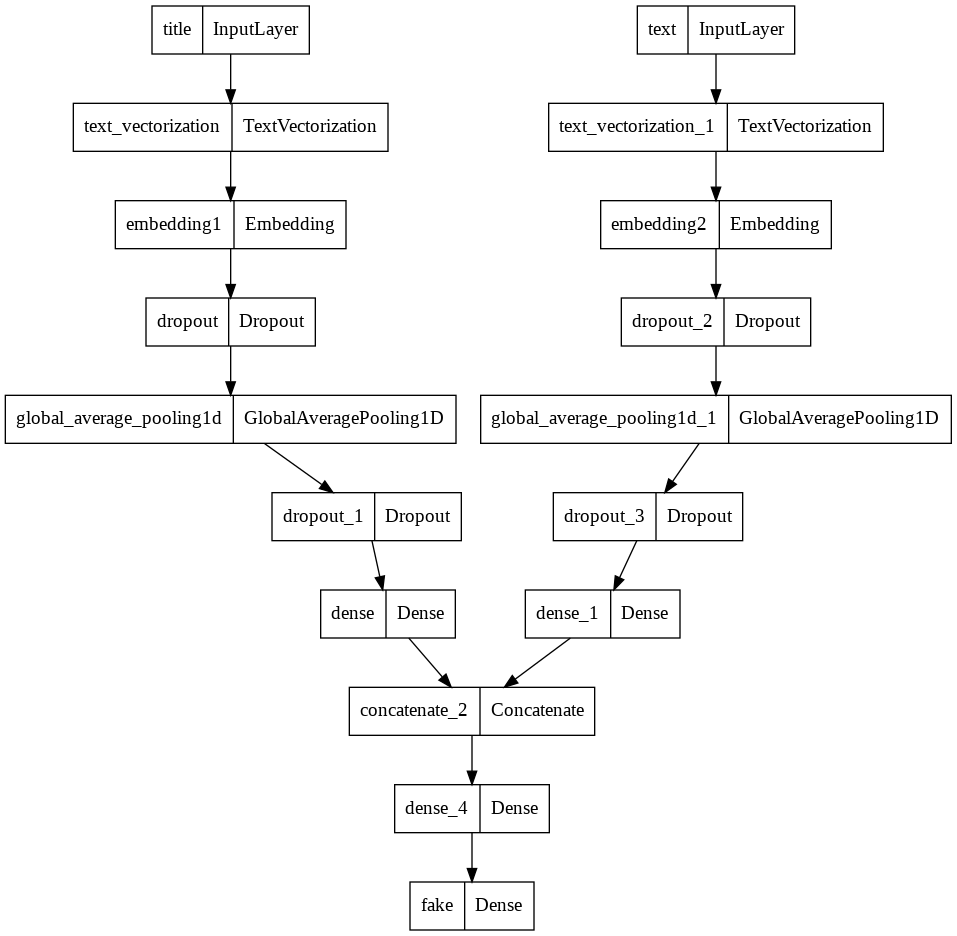 title InputLayer
text InputLayer
text_vectorization TextVectorization
text_vectorization_1 TextVectorization
embedding1 Embedding
embedding2 Embedding
dropout Dropout
dropout_2 Dropout
global_average_pooling1d GlobalAveragePooling1D
global_average_pooling1d_1 GlobalAveragePooling1D
dropout_1 Dropout
dropout_3 Dropout
dense Dense
dense_1 Dense
concatenate_2 Concatenate
dense_4 Dense
fake Dense